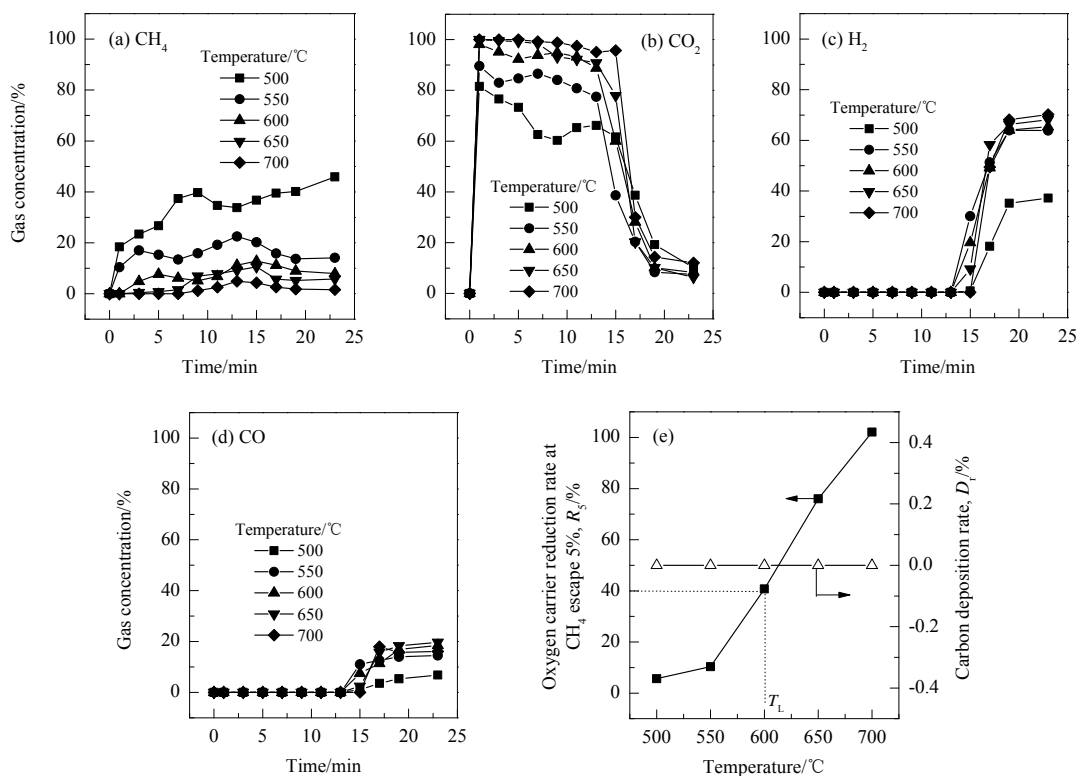 (a) CH₄
Temperature/℃
500
550
600
650
700
100
80
60
40
20
0
0 5 10 15 20 25
Gas concentration/%
Time/min
(b) CO₂
100
80
60
40
20
0
Temperature/℃
500
550
600
650
700
0 5 10 15 20 25
Time/min
(c) H₂
100
80
60
40
20
0
Temperature/℃
500
550
600
650
700
0 5 10 15 20 25
Time/min
(d) CO
100
80
60
40
20
0
Temperature/℃
500
550
600
650
700
0 5 10 15 20 25
Gas concentration/%
Time/min
(e)
Oxygen carrier reduction rate at
CH₄ escape 5%, R₅/%
100
80
60
40
20
0
0.4
0.2
0.0
-0.2
-0.4
Carbon deposition rate, Dᵣ/%
T_L
500 550 600 650 700
Temperature/℃